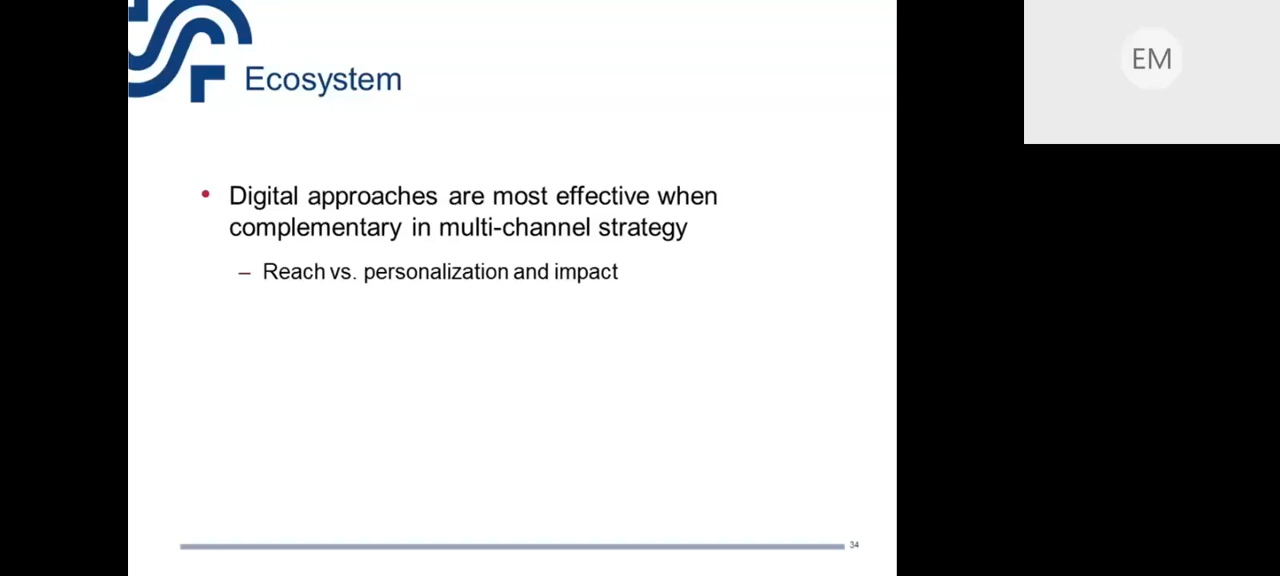 Ecosystem
EM
• Digital approaches are most effective when
complementary in multi-channel strategy
– Reach vs. personalization and impact
34